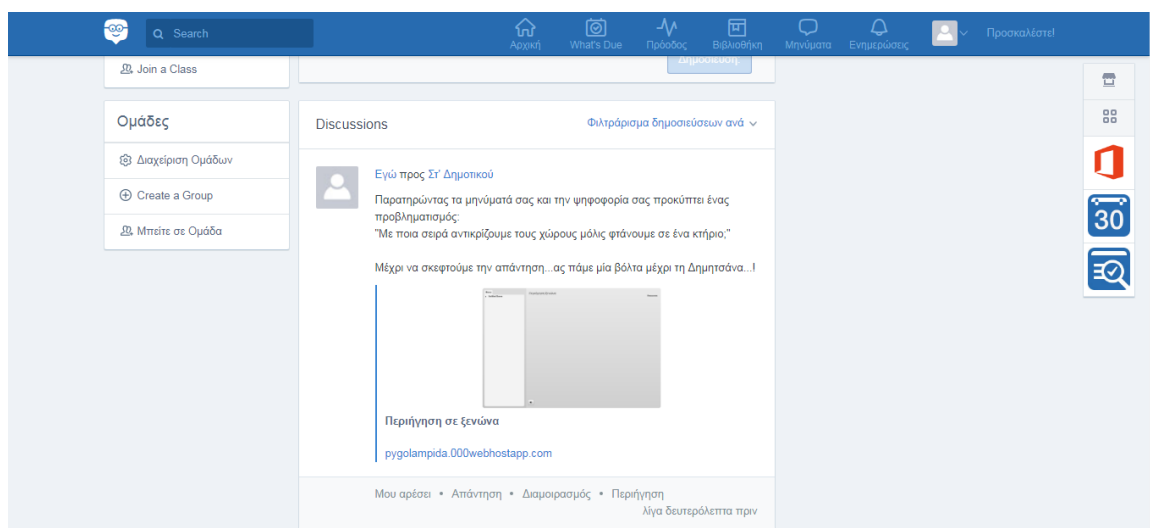 Search
Αρχική
What's Due
Πρόοδος
Βιβλιοθήκη
Μηνύματα
Ενημερώσεις
Προσκαλέστε!
Join a Class
Δημοσίευση
Ομάδες
Διαχείριση Ομάδων
Create a Group
Μπείτε σε Ομάδα
Discussions
Φιλτράρισμα δημοσιεύσεων ανά
Εγώ προς Στ' Δημοτικού
Παρατηρώντας τα μηνύματά σας και την ψηφοφορία σας προκύπτει ένας
προβληματισμός:
"Με ποια σειρά αντικρίζουμε τους χώρους μόλις φτάνουμε σε ένα κτήριο;"
Μέχρι να σκεφτούμε την απάντηση...ας πάμε μία βόλτα μέχρι τη Δημητσάνα...!
Περιήγηση σε ξενώνα
pygolampida.000webhostapp.com
Μου αρέσει • Απάντηση • Διαμοιρασμός • Περιήγηση
λίγα δευτερόλεπτα πριν
30